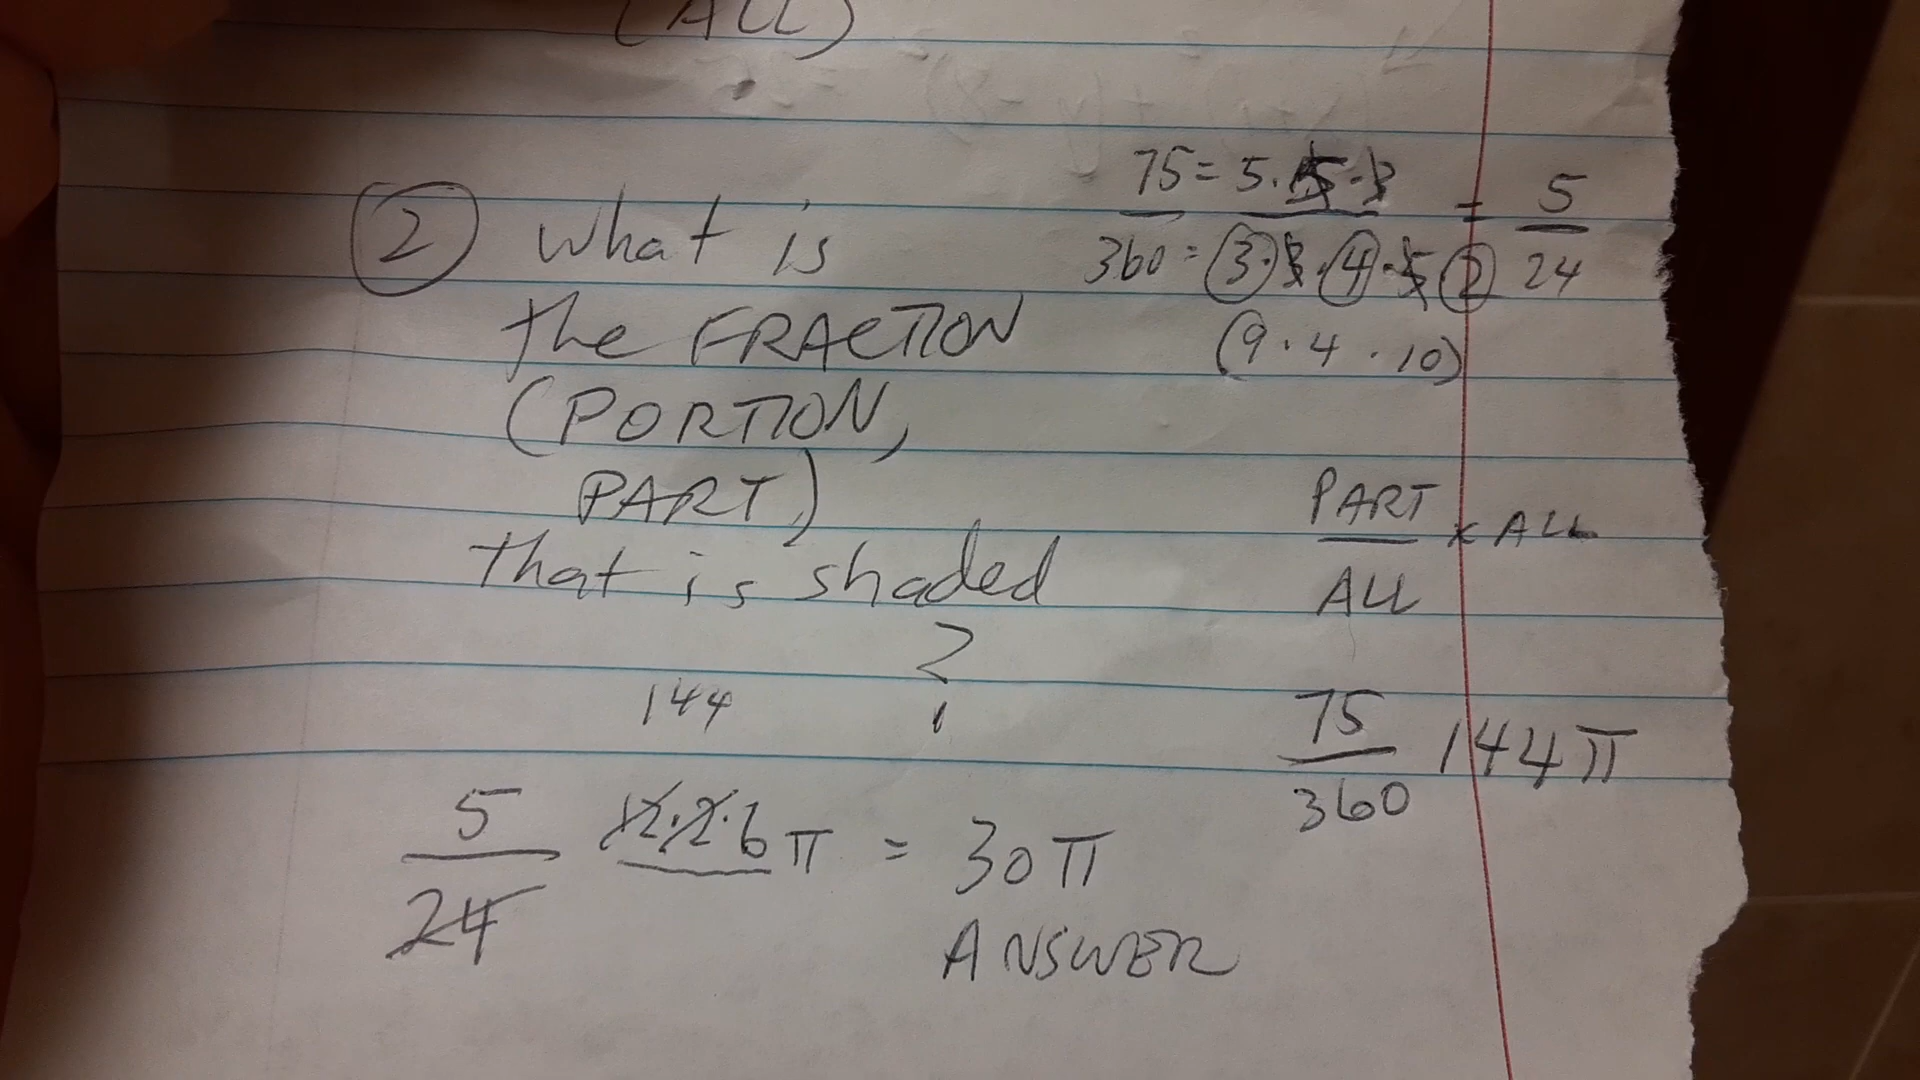 (ALL)
75 = 5 · 5 · 3 = 5
360 = 3 · 3 · 4 · 5 2 24
(9 · 4 · 10)
2 What is
the FRACTION
(PORTION,
PART)
that is shaded
?
PART x ALL
ALL
144
75 144π
360
5 12·2·6π = 30π
24
ANSWER